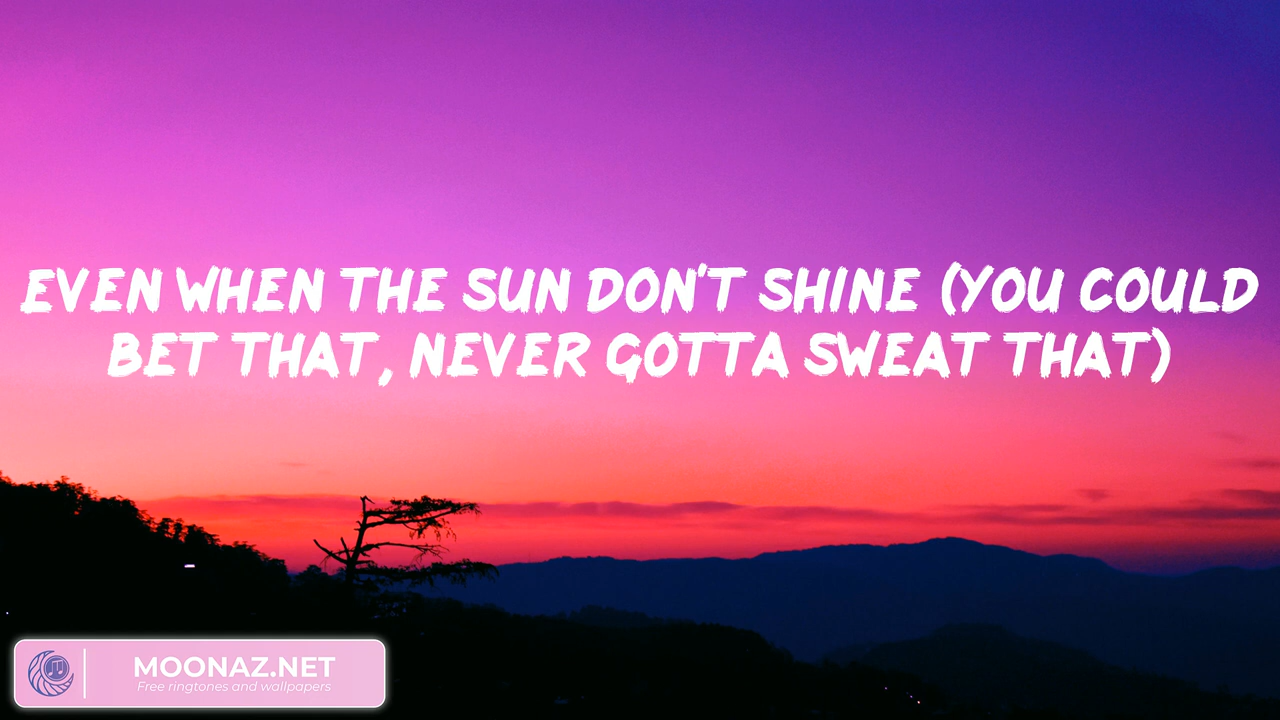 EVEN WHEN THE SUN DON'T SHINE (YOU COULD
BET THAT, NEVER GOTTA SWEAT THAT)
MOONAZ.NET
Free ringtones and wallpapers